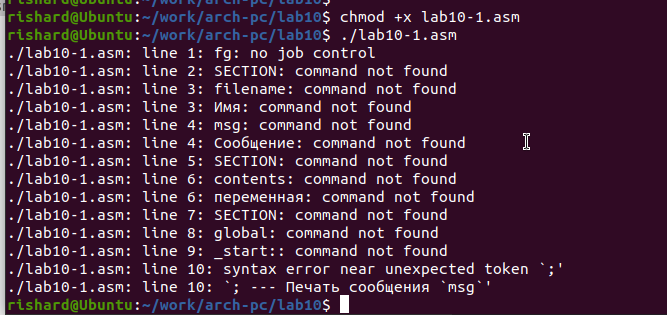 rishard@Ubuntu:~/work/arch-pc/lab10$ chmod +x lab10-1.asm
rishard@Ubuntu:~/work/arch-pc/lab10$ ./lab10-1.asm
./lab10-1.asm: line 1: fg: no job control
./lab10-1.asm: line 2: SECTION: command not found
./lab10-1.asm: line 3: filename: command not found
./lab10-1.asm: line 3: Имя: command not found
./lab10-1.asm: line 4: msg: command not found
./lab10-1.asm: line 4: Сообщение: command not found
./lab10-1.asm: line 5: SECTION: command not found
./lab10-1.asm: line 6: contents: command not found
./lab10-1.asm: line 6: переменная: command not found
./lab10-1.asm: line 7: SECTION: command not found
./lab10-1.asm: line 8: global: command not found
./lab10-1.asm: line 9: _start:: command not found
./lab10-1.asm: line 10: syntax error near unexpected token `;'
./lab10-1.asm: line 10: `; --- Печать сообщения `msg`'
rishard@Ubuntu:~/work/arch-pc/lab10$